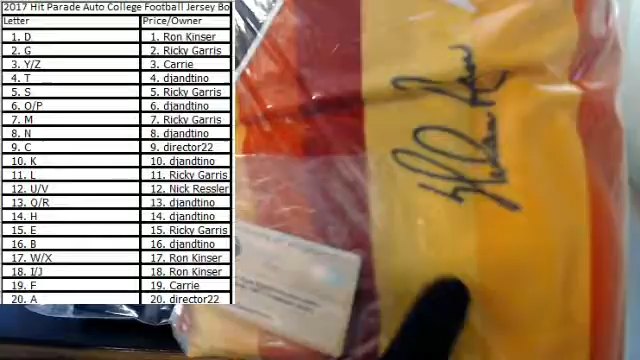 2017 Hit Parade Auto College Football Jersey Bo
Letter Price/Owner
1. D 1. Ron Kinser
2. G 2. Ricky Garris
3. Y/Z 3. Carrie
4. T 4. djandtino
5. S 5. Ricky Garris
6. O/P 6. djandtino
7. M 7. Ricky Garris
8. N 8. djandtino
9. C 9. director22
10. K 10. djandtino
11. L 11. Ricky Garris
12. U/V 12. Nick Ressler
13. Q/R 13. djandtino
14. H 14. djandtino
15. E 15. Ricky Garris
16. B 16. djandtino
17. W/X 17. Ron Kinser
18. I/J 18. Ron Kinser
19. F 19. Carrie
20. A 20. director22